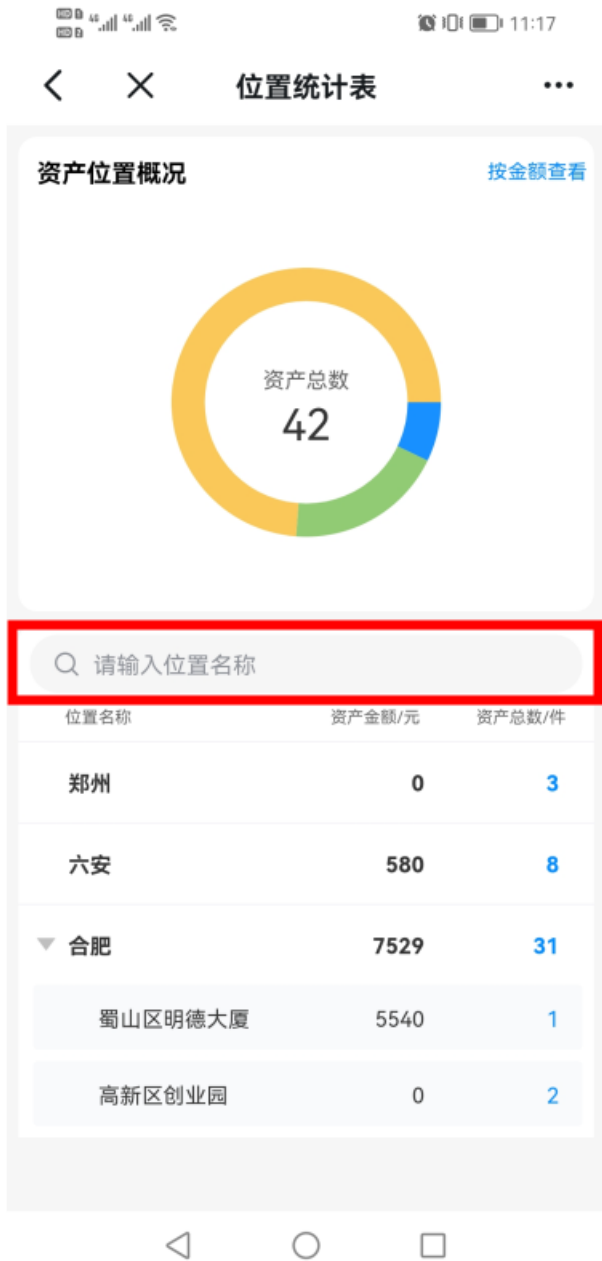 11:17
位置统计表
资产位置概况 按金额查看
资产总数
42
请输入位置名称
位置名称 资产金额/元 资产总数/件
郑州 0 3
六安 580 8
合肥 7529 31
蜀山区明德大厦 5540 1
高新区创业园 0 2